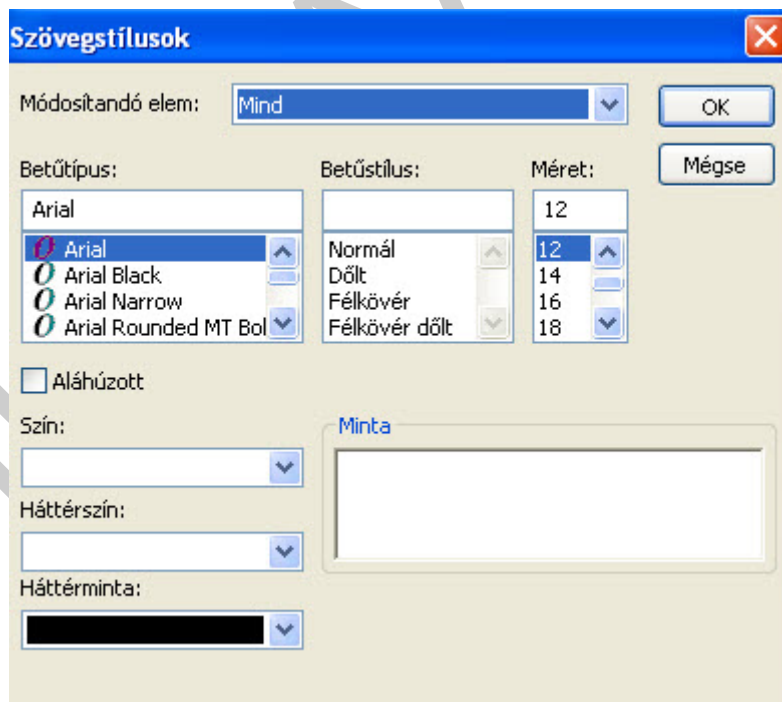 Szövegstílusok
Módosítandó elem: Mind
OK
Mégse
Betűtípus:
Arial
Arial
Arial Black
Arial Narrow
Arial Rounded MT Bol
Betűstílus:
Normál
Dőlt
Félkövér
Félkövér dőlt
Méret:
12
12
14
16
18
Aláhúzott
Szín:
Minta
Háttérszín:
Háttérminta: